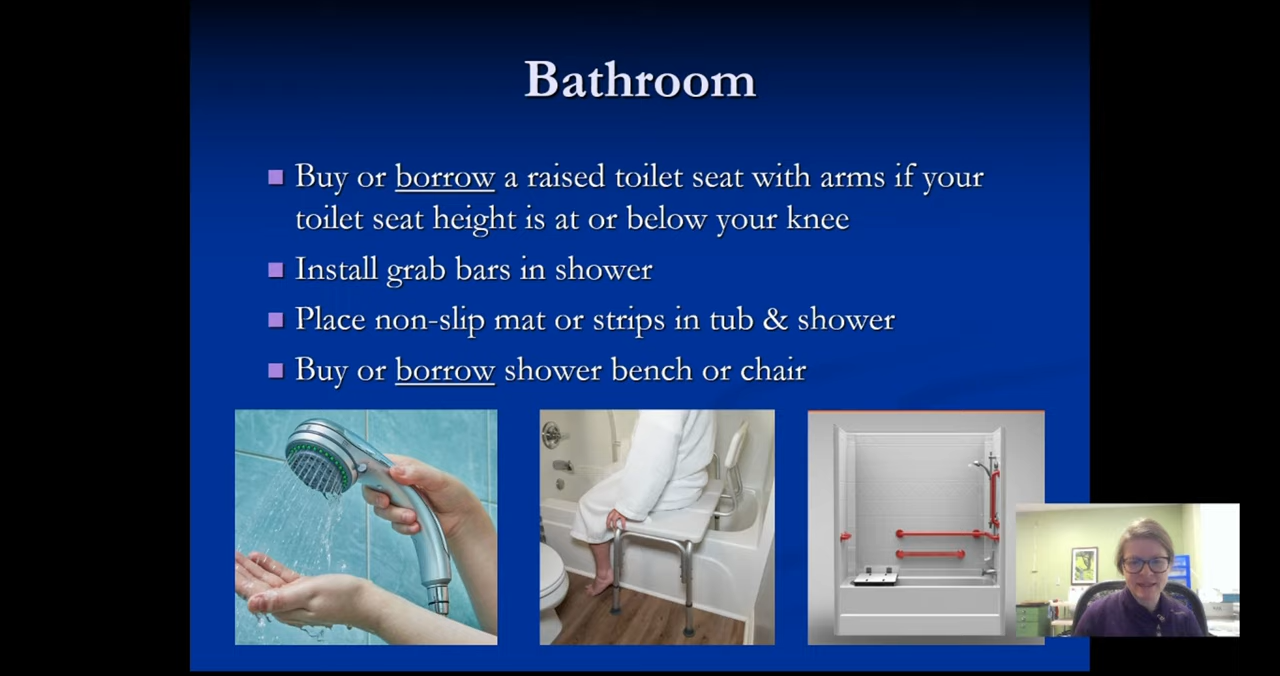 Bathroom
Buy or borrow a raised toilet seat with arms if your
toilet seat height is at or below your knee
Install grab bars in shower
Place non-slip mat or strips in tub & shower
Buy or borrow shower bench or chair